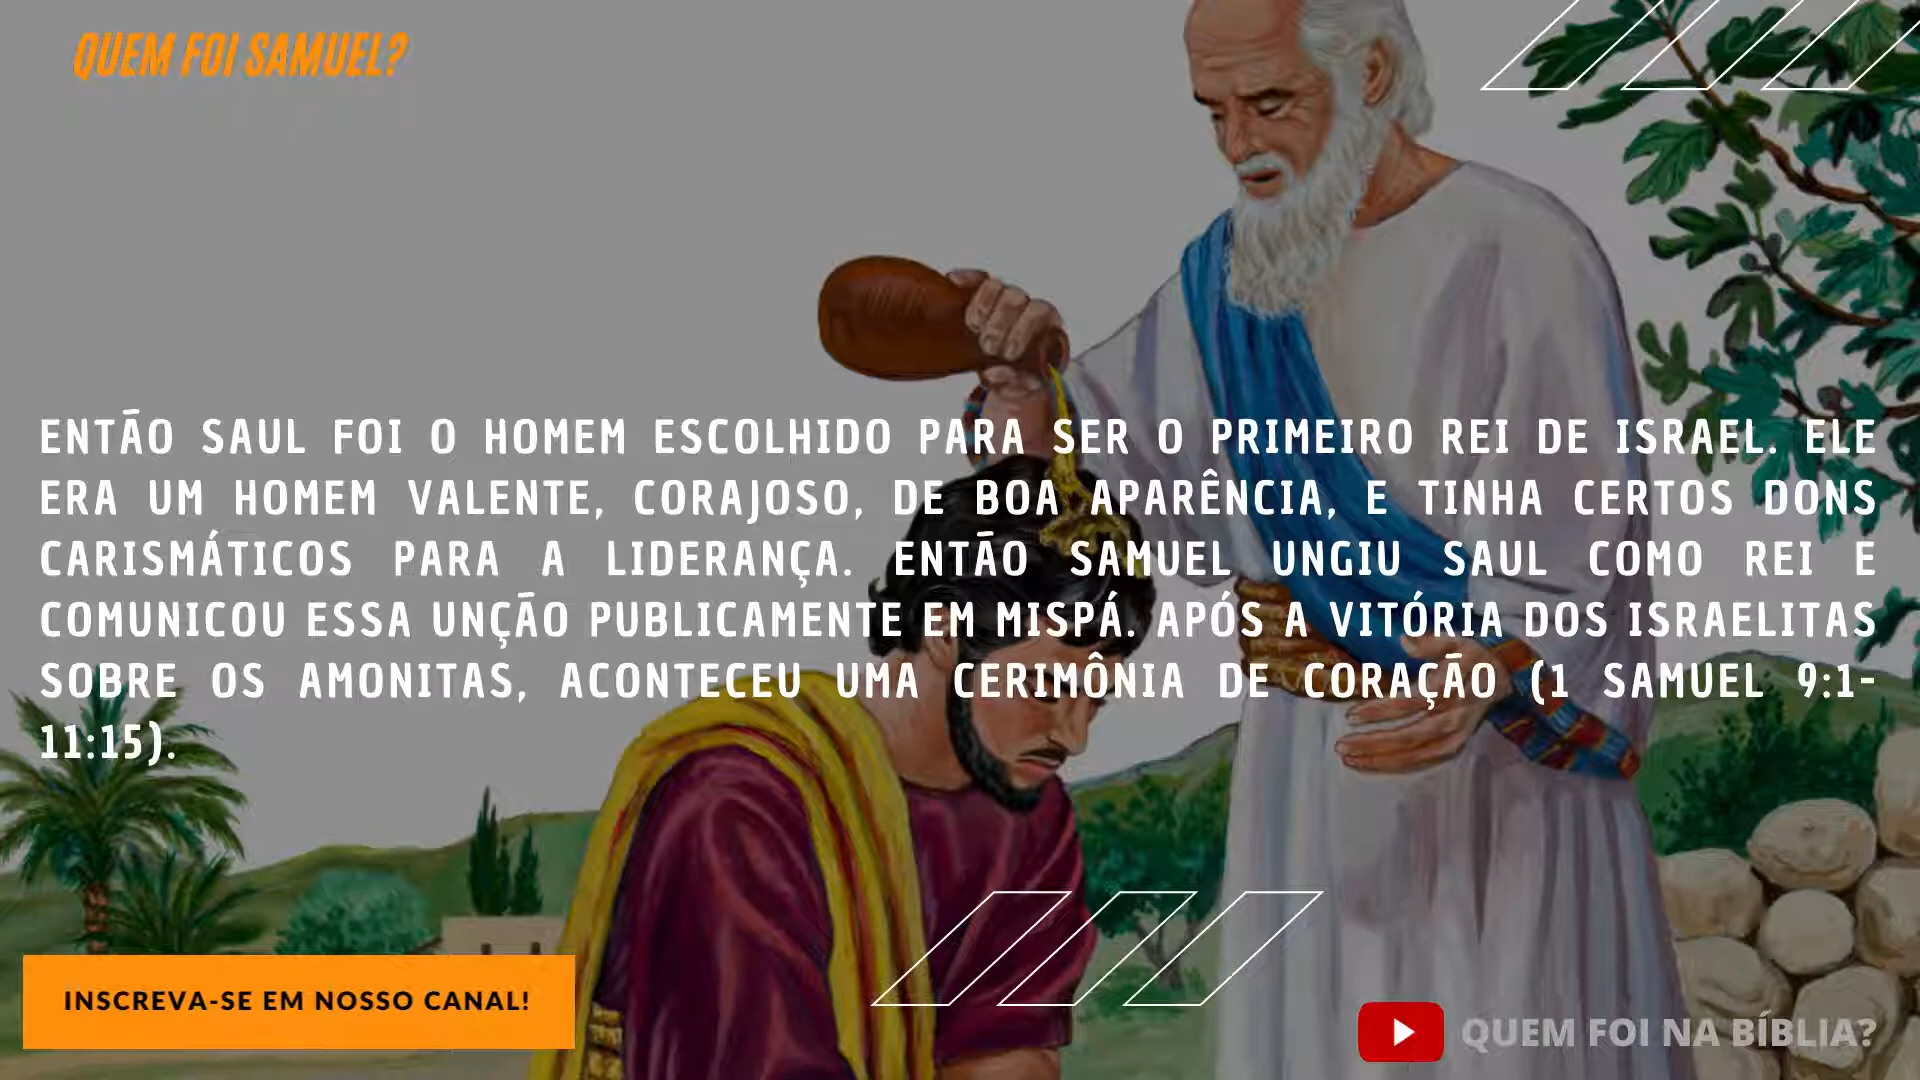 QUEM FOI SAMUEL?
ENTÃO SAUL FOI O HOMEM ESCOLHIDO PARA SER O PRIMEIRO REI DE ISRAEL. ELE
ERA UM HOMEM VALENTE, CORAJOSO, DE BOA APARÊNCIA, E TINHA CERTOS DONS
CARISMÁTICOS PARA A LIDERANÇA. ENTÃO SAMUEL UNGIU SAUL COMO REI E
COMUNICOU ESSA UNÇÃO PUBLICAMENTE EM MISPÁ. APÓS A VITÓRIA DOS ISRAELITAS
SOBRE OS AMONITAS, ACONTECEU UMA CERIMÔNIA DE CORAÇÃO (1 SAMUEL 9:1-
11:15).
INSCREVA-SE EM NOSSO CANAL!
QUEM FOI NA BÍBLIA?